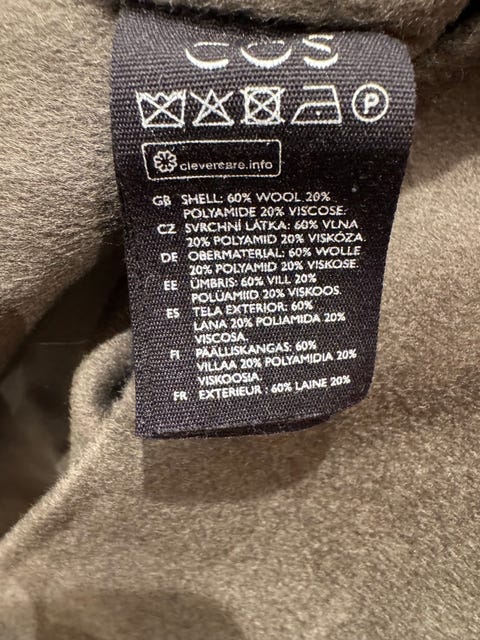 COS
P
clevercare.info
GB SHELL: 60% WOOL 20%
POLYAMIDE 20% VISCOSE.
CZ SVRCHNÍ LÁTKA: 60% VLNA
20% POLYAMID 20% VISKÓZA.
DE OBERMATERIAL: 60% WOLLE
20% POLYAMID 20% VISKOSE.
EE ÜMBRIS: 60% VILL 20%
POLÜAMIID 20% VISKOOS.
ES TELA EXTERIOR: 60%
LANA 20% POLIAMIDA 20%
VISCOSA.
FI PÄÄLLISKANGAS: 60%
VILLAA 20% POLYAMIDIA 20%
VISKOOSIA
FR EXTERIEUR : 60% LAINE 20%